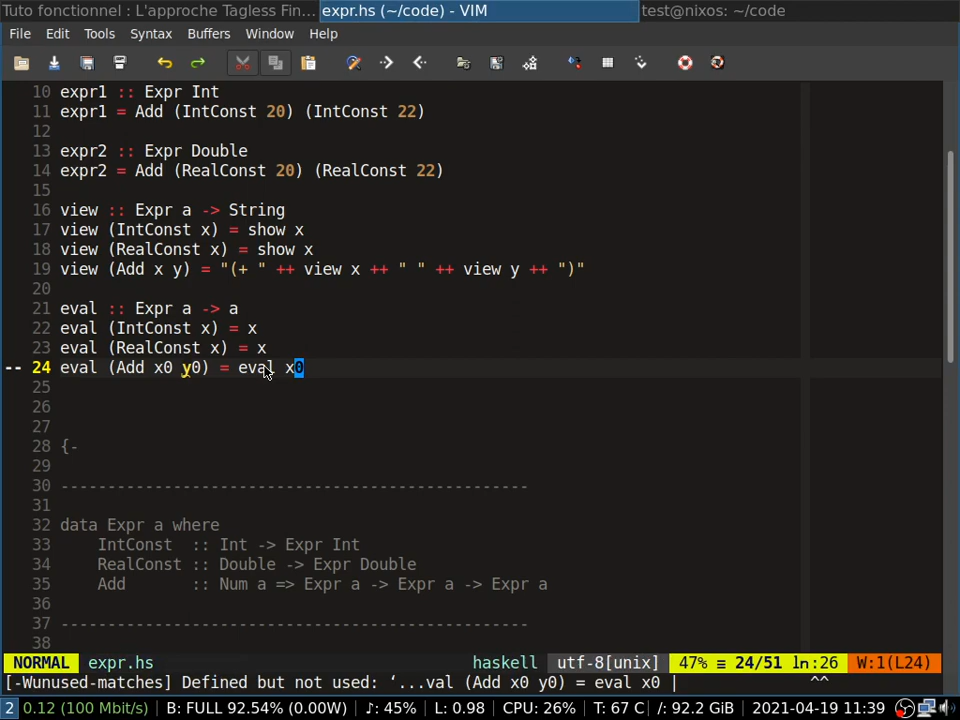 Tuto fonctionnel : L'approche Tagless Fin... expr.hs (~/code) - VIM test@nixos: ~/code
File Edit Tools Syntax Buffers Window Help
10 expr1 :: Expr Int
11 expr1 = Add (IntConst 20) (IntConst 22)
12
13 expr2 :: Expr Double
14 expr2 = Add (RealConst 20) (RealConst 22)
15
16 view :: Expr a -> String
17 view (IntConst x) = show x
18 view (RealConst x) = show x
19 view (Add x y) = "(+ " ++ view x ++ " " ++ view y ++ ")"
20
21 eval :: Expr a -> a
22 eval (IntConst x) = x
23 eval (RealConst x) = x
-- 24 eval (Add x0 y0) = eval x0
25
26
27
28 {-
29
30 --------------------------------------------------
31
32 data Expr a where
33     IntConst  :: Int -> Expr Int
34     RealConst :: Double -> Expr Double
35     Add       :: Num a => Expr a -> Expr a -> Expr a
36
37 --------------------------------------------------
38
NORMAL expr.hs haskell utf-8[unix] 47% ≡ 24/51 ln:26 W:1(L24)
[-Wunused-matches] Defined but not used: ‘...val (Add x0 y0) = eval x0 | ^^
2 0.12 (100 Mbit/s) B: FULL 92.54% (0.00W) ♪: 45% L: 0.98 CPU: 26% T: 67 C /: 92.2 GiB 2021-04-19 11:39